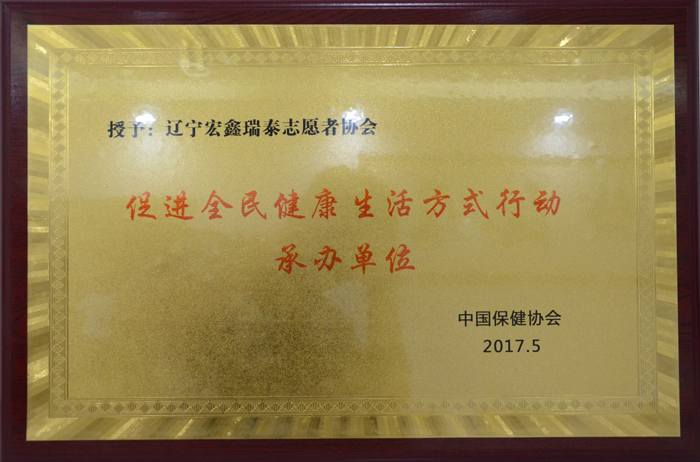 授予：辽宁宏鑫瑞泰志愿者协会
促进全民健康生活方式行动
承办单位
中国保健协会
2017.5